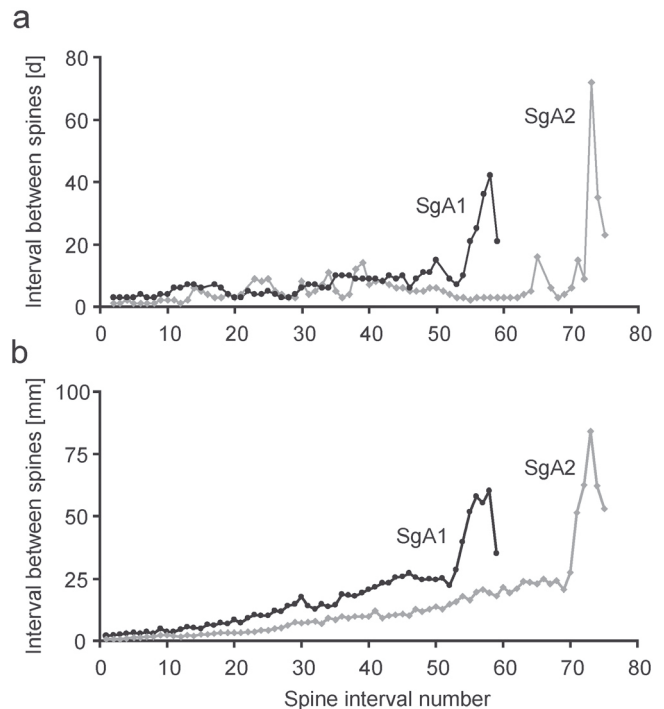 a
Interval between spines [d]
80
60
40
20
0
SgA1
SgA2
0 10 20 30 40 50 60 70 80
b
Interval between spines [mm]
100
75
50
25
0
SgA1
SgA2
0 10 20 30 40 50 60 70 80
Spine interval number